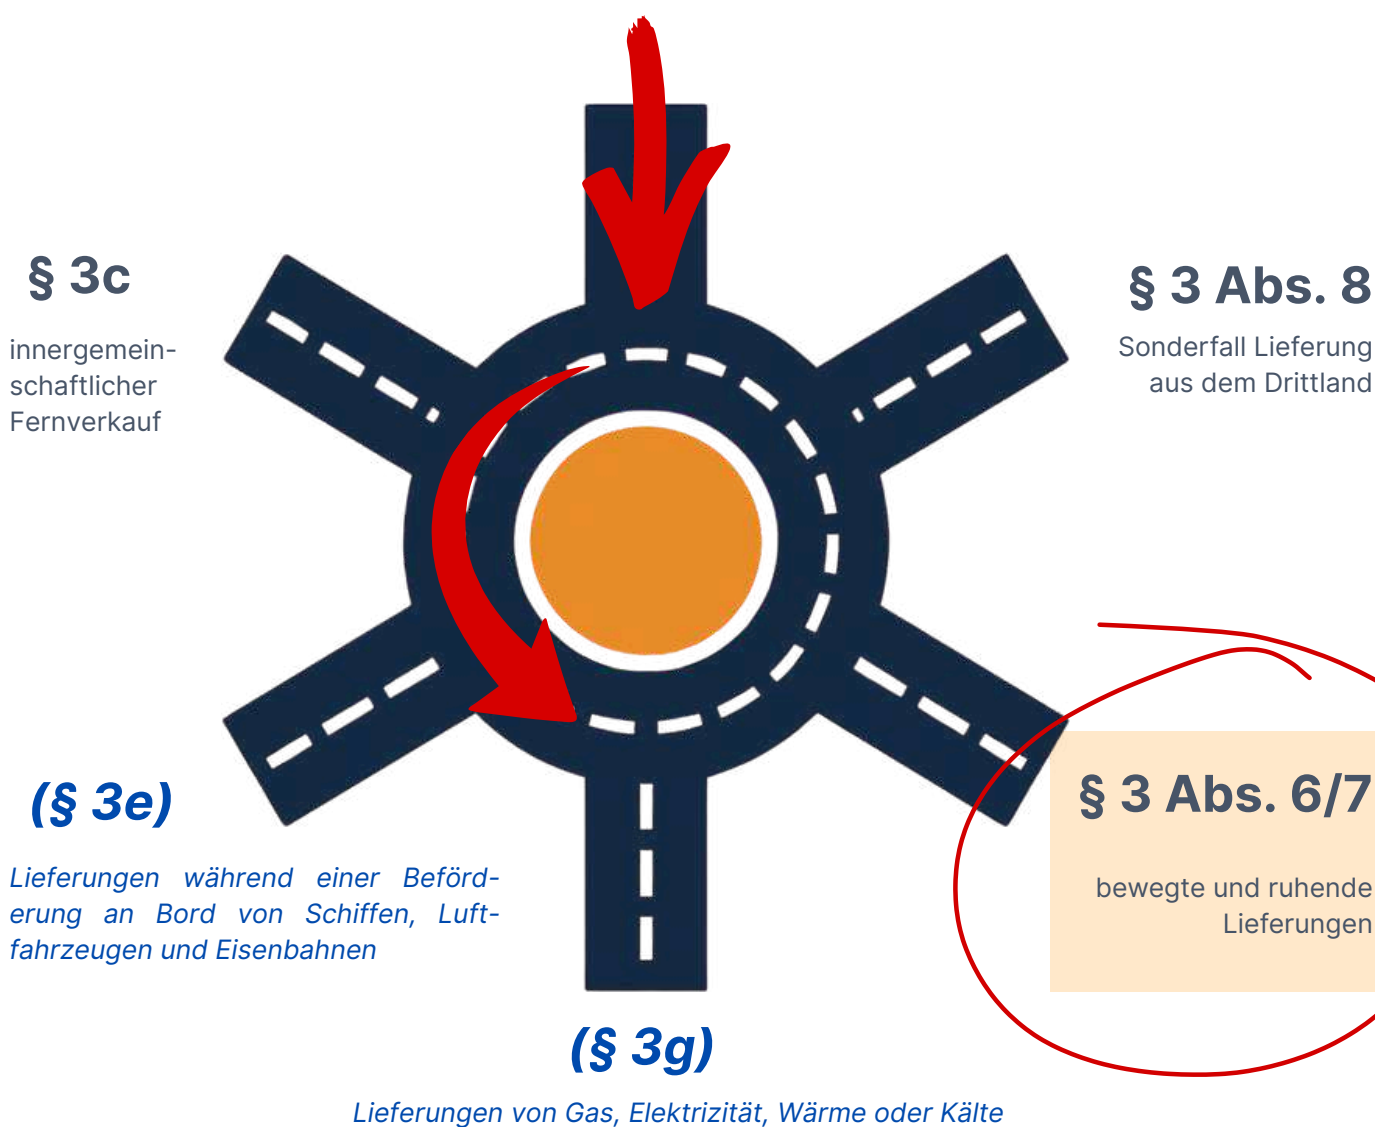 § 3c
innergemein-
schaftlicher
Fernverkauf
§ 3 Abs. 8
Sonderfall Lieferung
aus dem Drittland
(§ 3e)
Lieferungen während einer Beförd-
erung an Bord von Schiffen, Luft-
fahrzeugen und Eisenbahnen
§ 3 Abs. 6/7
bewegte und ruhende
Lieferungen
(§ 3g)
Lieferungen von Gas, Elektrizität, Wärme oder Kälte